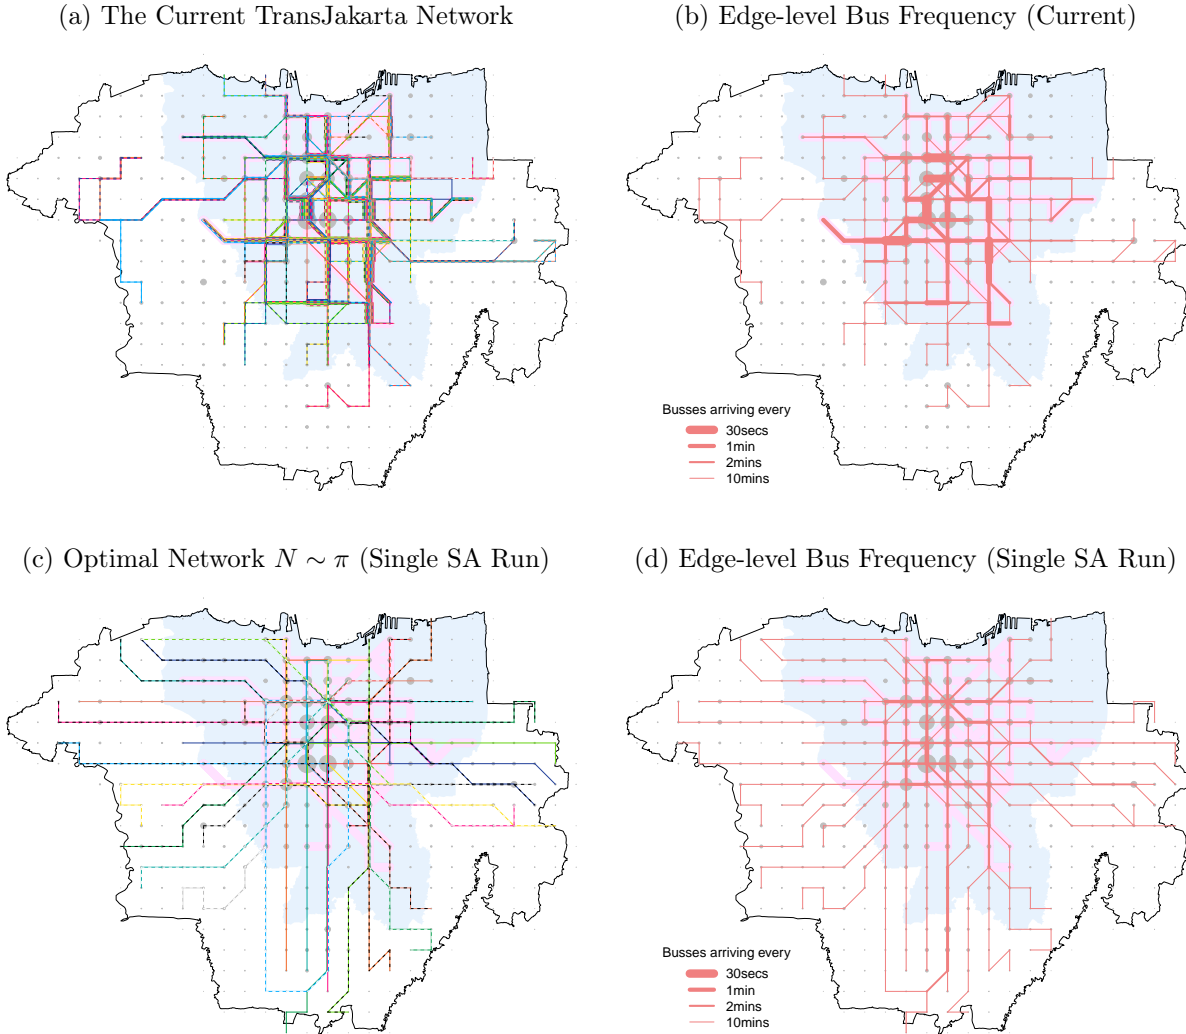 (a) The Current TransJakarta Network
(b) Edge-level Bus Frequency (Current)
Busses arriving every
30secs
1min
2mins
10mins
(c) Optimal Network N ∼ π (Single SA Run)
(d) Edge-level Bus Frequency (Single SA Run)
Busses arriving every
30secs
1min
2mins
10mins